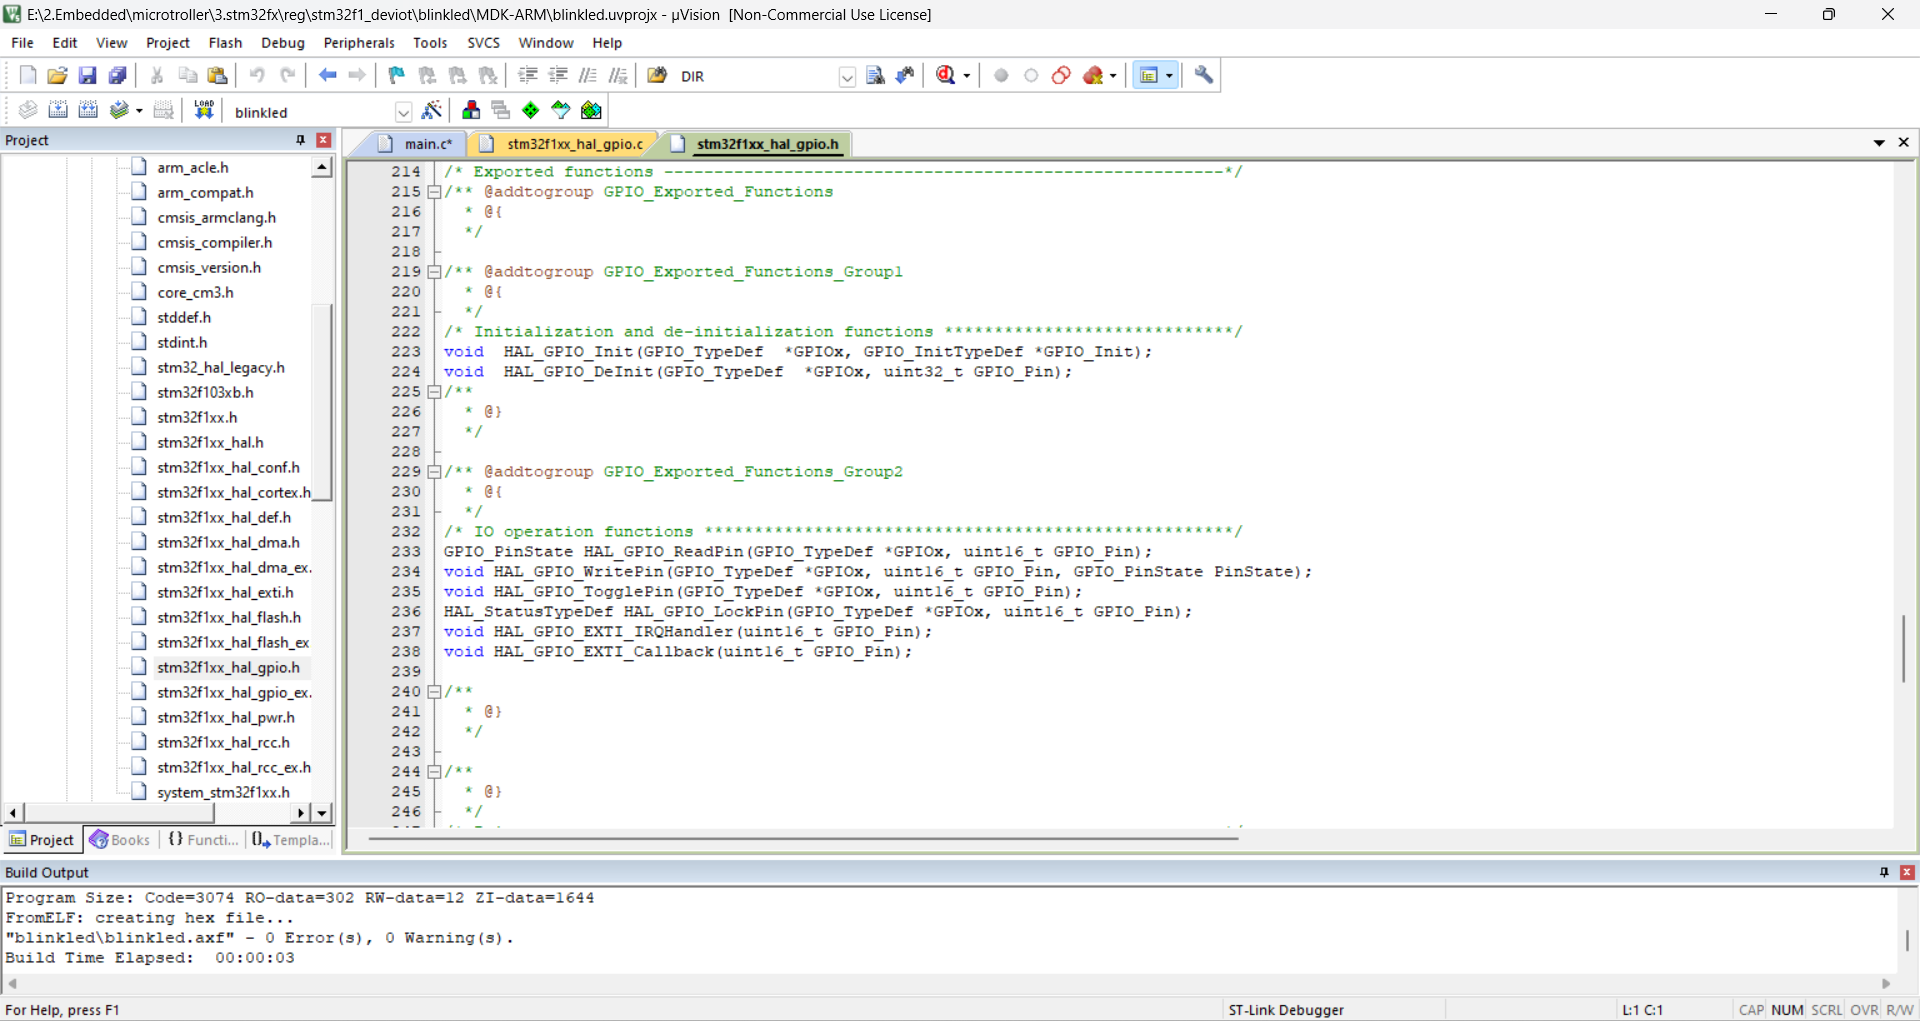 E:\2.Embedded\microtroller\3.stm32fx\reg\stm32f1_deviot\blinkled\MDK-ARM\blinkled.uvprojx - µVision  [Non-Commercial Use License]
File Edit View Project Flash Debug Peripherals Tools SVCS Window Help
DIR
LOAD
blinkled
Project
arm_acle.h
arm_compat.h
cmsis_armclang.h
cmsis_compiler.h
cmsis_version.h
core_cm3.h
stddef.h
stdint.h
stm32_hal_legacy.h
stm32f103xb.h
stm32f1xx.h
stm32f1xx_hal.h
stm32f1xx_hal_conf.h
stm32f1xx_hal_cortex.h
stm32f1xx_hal_def.h
stm32f1xx_hal_dma.h
stm32f1xx_hal_dma_ex.
stm32f1xx_hal_exti.h
stm32f1xx_hal_flash.h
stm32f1xx_hal_flash_ex
stm32f1xx_hal_gpio.h
stm32f1xx_hal_gpio_ex.
stm32f1xx_hal_pwr.h
stm32f1xx_hal_rcc.h
stm32f1xx_hal_rcc_ex.h
system_stm32f1xx.h
Project Books {} Functi... Templa...
main.c* stm32f1xx_hal_gpio.c stm32f1xx_hal_gpio.h
214 /* Exported functions --------------------------------------------------------*/
215 /** @addtogroup GPIO_Exported_Functions
216   * @{
217   */
218
219 /** @addtogroup GPIO_Exported_Functions_Group1
220   * @{
221   */
222 /* Initialization and de-initialization functions *****************************/
223 void  HAL_GPIO_Init(GPIO_TypeDef  *GPIOx, GPIO_InitTypeDef *GPIO_Init);
224 void  HAL_GPIO_DeInit(GPIO_TypeDef  *GPIOx, uint32_t GPIO_Pin);
225 /**
226   * @}
227   */
228
229 /** @addtogroup GPIO_Exported_Functions_Group2
230   * @{
231   */
232 /* IO operation functions *****************************************************/
233 GPIO_PinState HAL_GPIO_ReadPin(GPIO_TypeDef *GPIOx, uint16_t GPIO_Pin);
234 void HAL_GPIO_WritePin(GPIO_TypeDef *GPIOx, uint16_t GPIO_Pin, GPIO_PinState PinState);
235 void HAL_GPIO_TogglePin(GPIO_TypeDef *GPIOx, uint16_t GPIO_Pin);
236 HAL_StatusTypeDef HAL_GPIO_LockPin(GPIO_TypeDef *GPIOx, uint16_t GPIO_Pin);
237 void HAL_GPIO_EXTI_IRQHandler(uint16_t GPIO_Pin);
238 void HAL_GPIO_EXTI_Callback(uint16_t GPIO_Pin);
239
240 /**
241   * @}
242   */
243
244 /**
245   * @}
246   */
Build Output
Program Size: Code=3074 RO-data=302 RW-data=12 ZI-data=1644
FromELF: creating hex file...
"blinkled\blinkled.axf" - 0 Error(s), 0 Warning(s).
Build Time Elapsed:  00:00:03
For Help, press F1 ST-Link Debugger L:1 C:1 CAP NUM SCRL OVR R/W